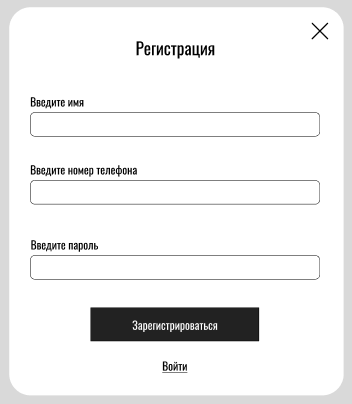 Регистрация
Введите имя
Введите номер телефона
Введите пароль
Зарегистрироваться
Войти